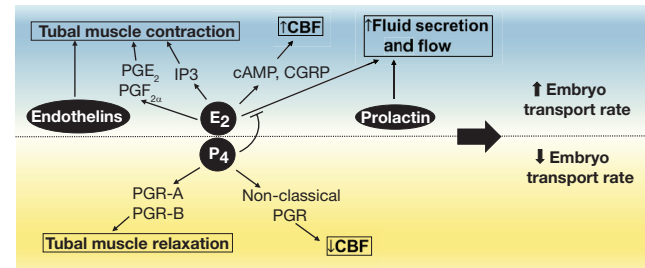 Tubal muscle contraction
↑CBF
↑Fluid secretion
and flow
PGE2
PGF2α
IP3
cAMP, CGRP
Endothelins
E2
Prolactin
⬆ Embryo
transport rate
P4
⬇ Embryo
transport rate
PGR-A
PGR-B
Non-classical
PGR
Tubal muscle relaxation
↓CBF